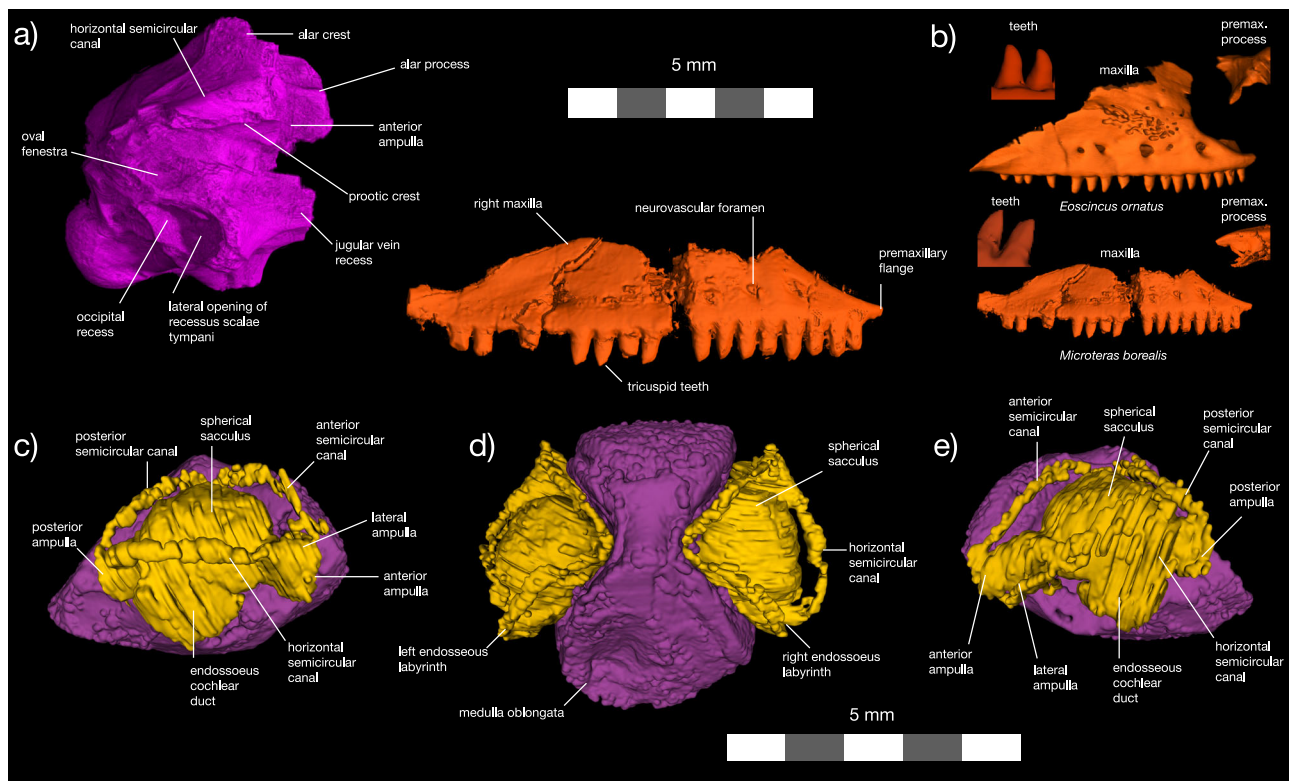 a)
horizontal semicircular
canal
alar crest
alar process
anterior
ampulla
oval
fenestra
prootic crest
jugular vein
recess
occipital
recess
lateral opening of
recessus scalae
tympani
5 mm
right maxilla
neurovascular foramen
premaxillary
flange
tricuspid teeth
b)
teeth
maxilla
premax.
process
Eoscincus ornatus
teeth
maxilla
premax.
process
Microteras borealis
c)
posterior
semicircular canal
spherical
sacculus
anterior
semicircular
canal
posterior
ampulla
lateral
ampulla
anterior
ampulla
endossoeus
cochlear
duct
horizontal
semicircular
canal
d)
spherical
sacculus
horizontal
semicircular
canal
left endosseous
labyrinth
right endossoeus
labyrinth
medulla oblongata
e)
anterior
semicircular
canal
spherical
sacculus
posterior
semicircular
canal
posterior
ampulla
anterior
ampulla
lateral
ampulla
endosseous
cochlear
duct
horizontal
semicircular
canal
5 mm